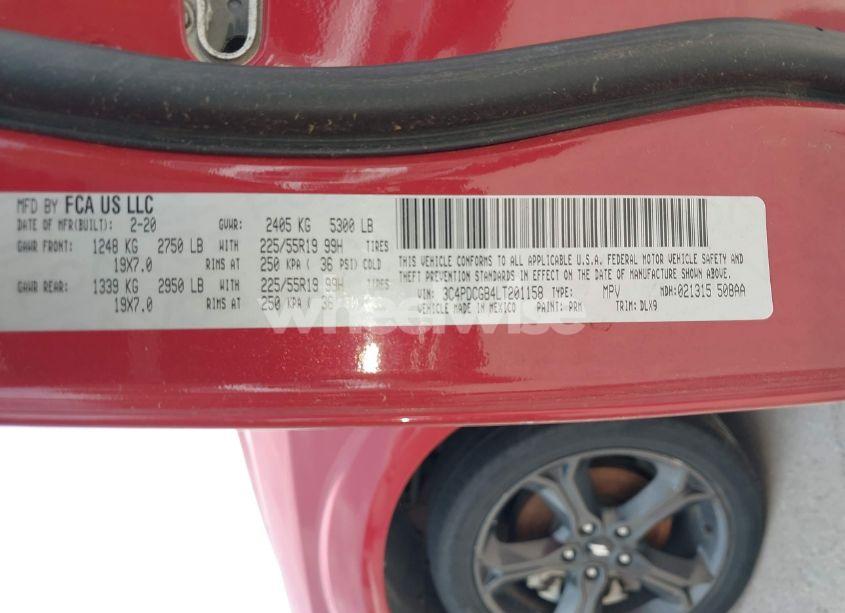 MFD BY FCA US LLC
DATE OF MFR(BUILT): 2-20 GVWR: 2405 KG 5300 LB
GAWR FRONT: 1248 KG 2750 LB WITH 225/55R19 99H TIRES
19X7.0 RIMS AT 250 KPA ( 36 PSI) COLD
GAWR REAR: 1339 KG 2950 LB WITH 225/55R19 99H TIRES
19X7.0 RIMS AT 250 KPA ( 36
THIS VEHICLE CONFORMS TO ALL APPLICABLE U.S.A. FEDERAL MOTOR VEHICLE SAFETY AND
THEFT PREVENTION STANDARDS IN EFFECT ON THE DATE OF MANUFACTURE SHOWN ABOVE.
VIN: 3C4PDCGB4LT201158 TYPE: MPV MDH: 021315 508AA
VEHICLE MADE IN MEXICO PAINT: PRM TRIM: DLX9
wheelwise